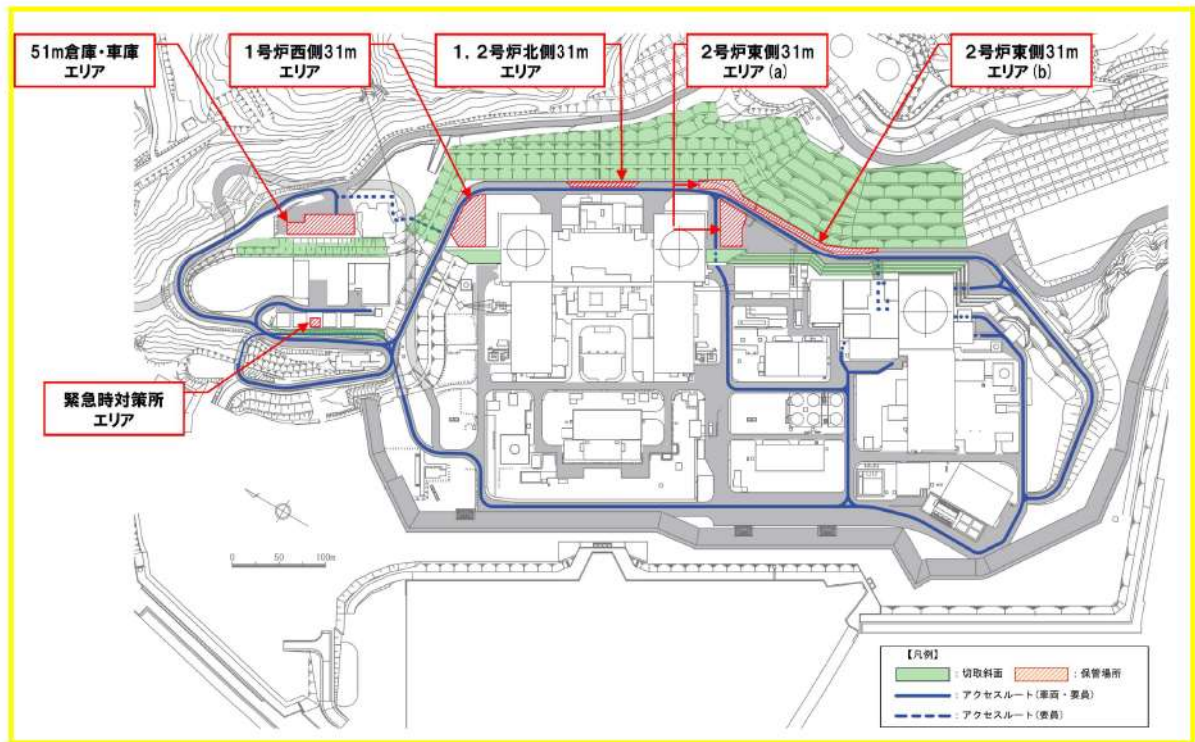 51m倉庫・車庫
エリア
1号炉西側31m
エリア
1,2号炉北側31m
エリア
2号炉東側31m
エリア(a)
2号炉東側31m
エリア(b)
緊急時対策所
エリア
0 50 100m
【凡例】
:切取斜面 :保管場所
:アクセスルート(車両・要員)
:アクセスルート(要員)